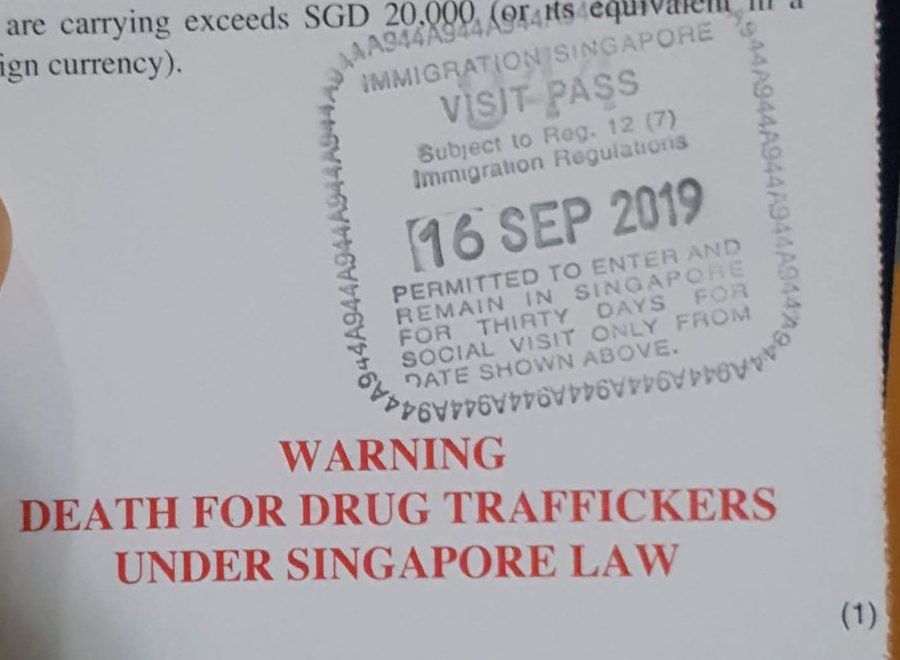 are carrying exceeds SGD 20,000 (or its equivalent in a
ign currency).
IMMIGRATION SINGAPORE
VISIT PASS
Subject to Reg. 12 (7)
Immigration Regulations
16 SEP 2019
PERMITTED TO ENTER AND
REMAIN IN SINGAPORE
FOR THIRTY DAYS FOR
SOCIAL VISIT ONLY FROM
DATE SHOWN ABOVE.
WARNING
DEATH FOR DRUG TRAFFICKERS
UNDER SINGAPORE LAW
(1)